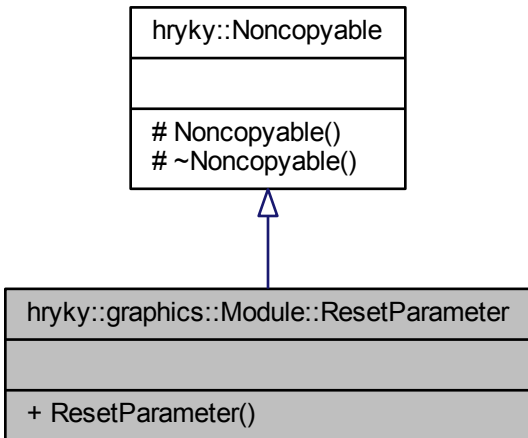 hryky::Noncopyable
# Noncopyable()
# ~Noncopyable()
hryky::graphics::Module::ResetParameter
+ ResetParameter()